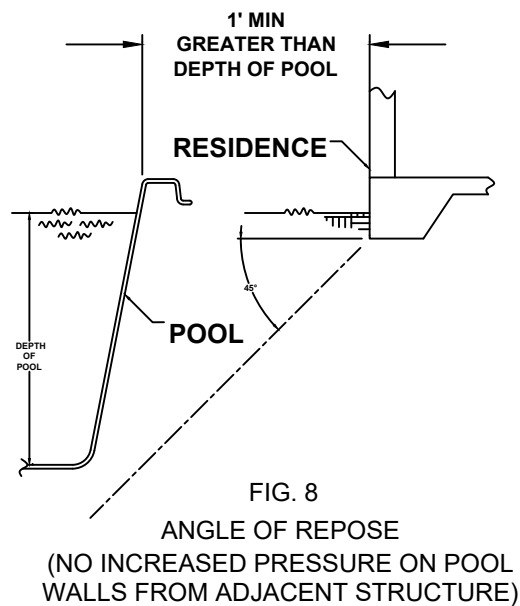 1' MIN
GREATER THAN
DEPTH OF POOL
RESIDENCE
45°
POOL
DEPTH
OF
POOL
FIG. 8
ANGLE OF REPOSE
(NO INCREASED PRESSURE ON POOL
WALLS FROM ADJACENT STRUCTURE)